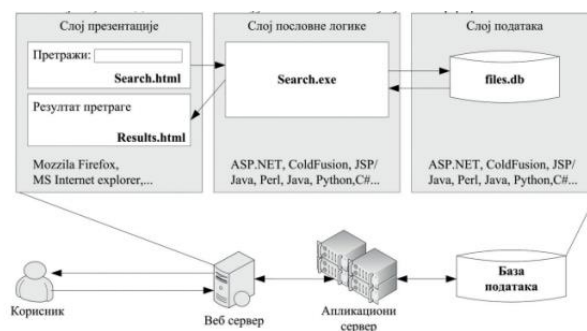 Слој презентације
Претражи:
Search.html
Резултат претраге
Results.html
Mozzila Firefox,
MS Internet explorer,...
Слој пословне логике
Search.exe
ASP.NET, ColdFusion, JSP/
Java, Perl, Java, Python,C#...
Слој података
files.db
ASP.NET, ColdFusion, JSP/
Java, Perl, Java, Python,C#...
Корисник
Веб сервер
Апликациони
сервер
База
података